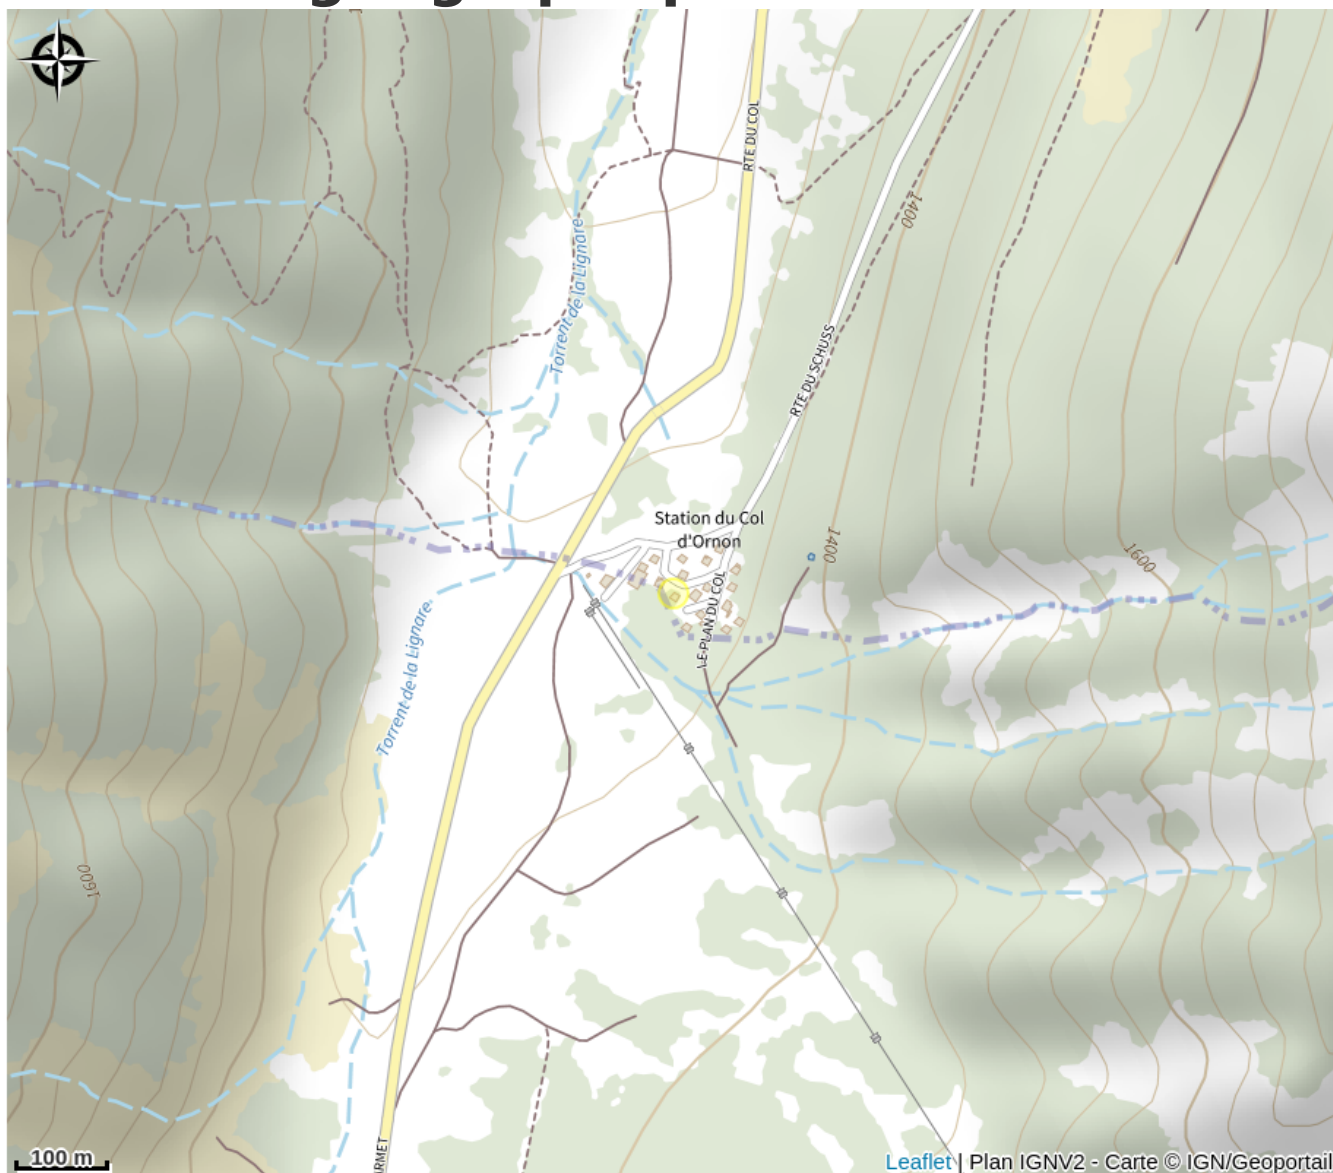 RTE DU COL
1400
Torrent de la Lignare
RTE DU SCHUSS
Station du Col
d'Ornon
1400
1600
LE PLAN DU COL
Torrent de la Lignare
1600
100 m
Leaflet | Plan IGNV2 - Carte © IGN/Geoportail